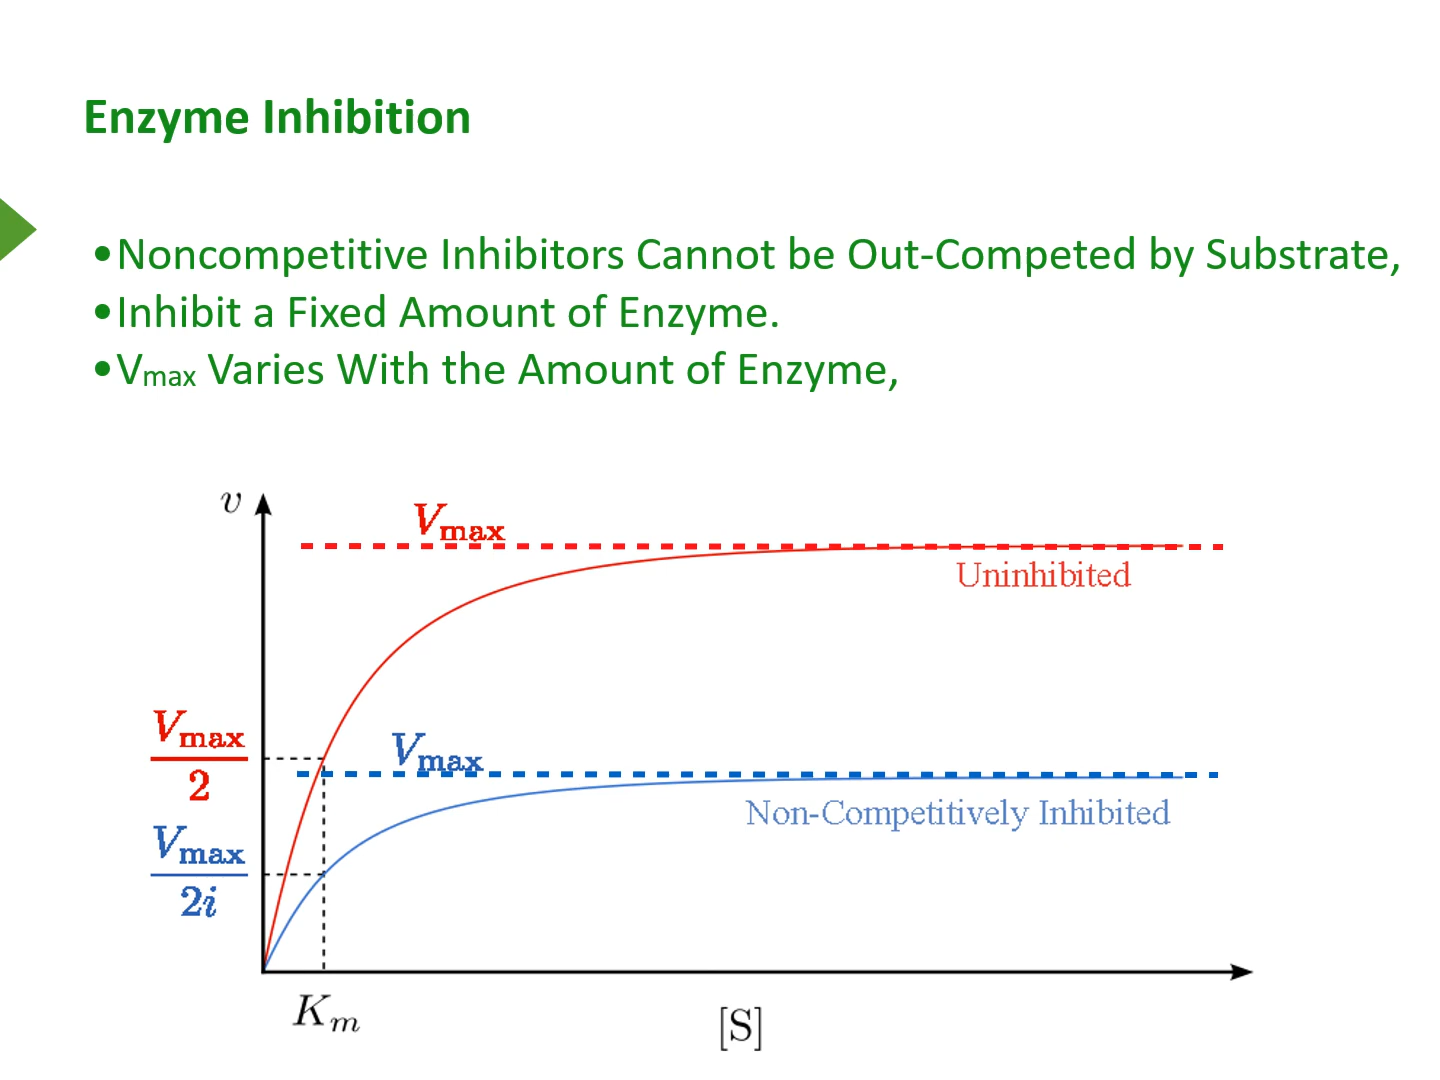 Enzyme Inhibition
•Noncompetitive Inhibitors Cannot be Out-Competed by Substrate,
•Inhibit a Fixed Amount of Enzyme.
•Vmax Varies With the Amount of Enzyme,
v
Vmax
Uninhibited
Vmax
2
Vmax
Non-Competitively Inhibited
Vmax
2i
Km
[S]